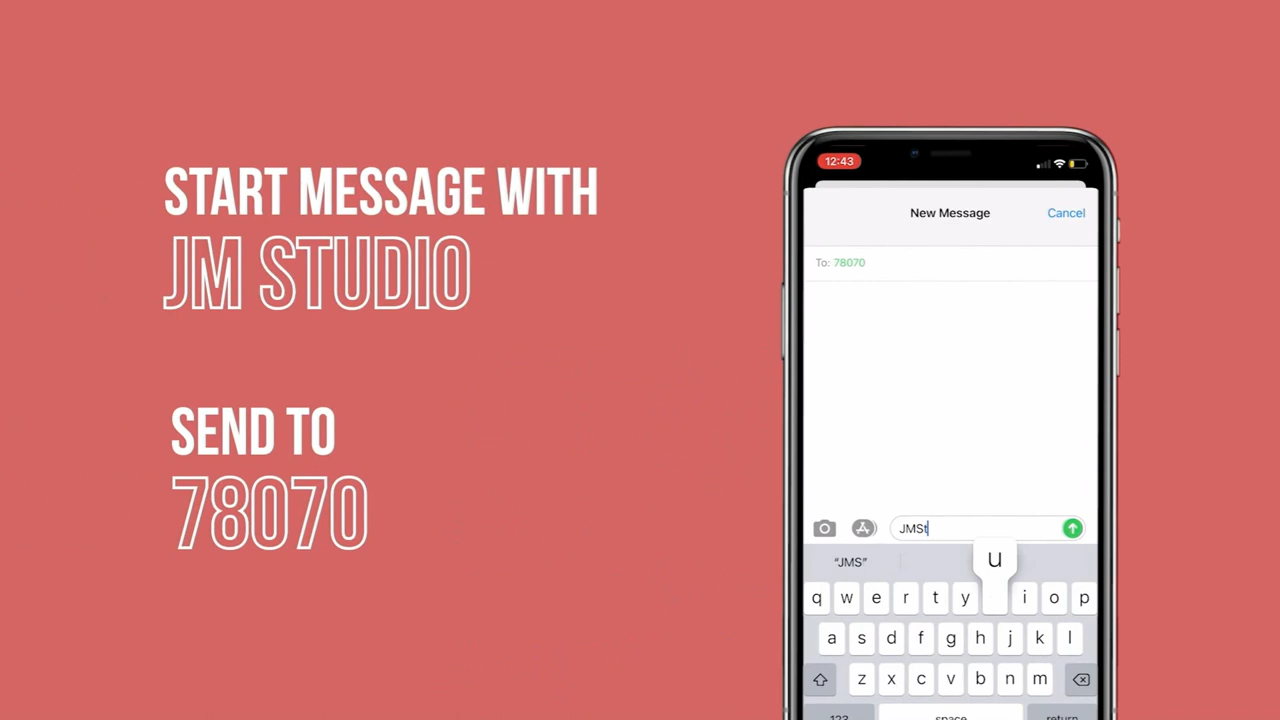 START MESSAGE WITH
JM STUDIO
SEND TO
78070
12:43
New Message
Cancel
To: 78070
JMSt
"JMS"
u
q w e r t y i o p
a s d f g h j k l
z x c v b n m
123 space return